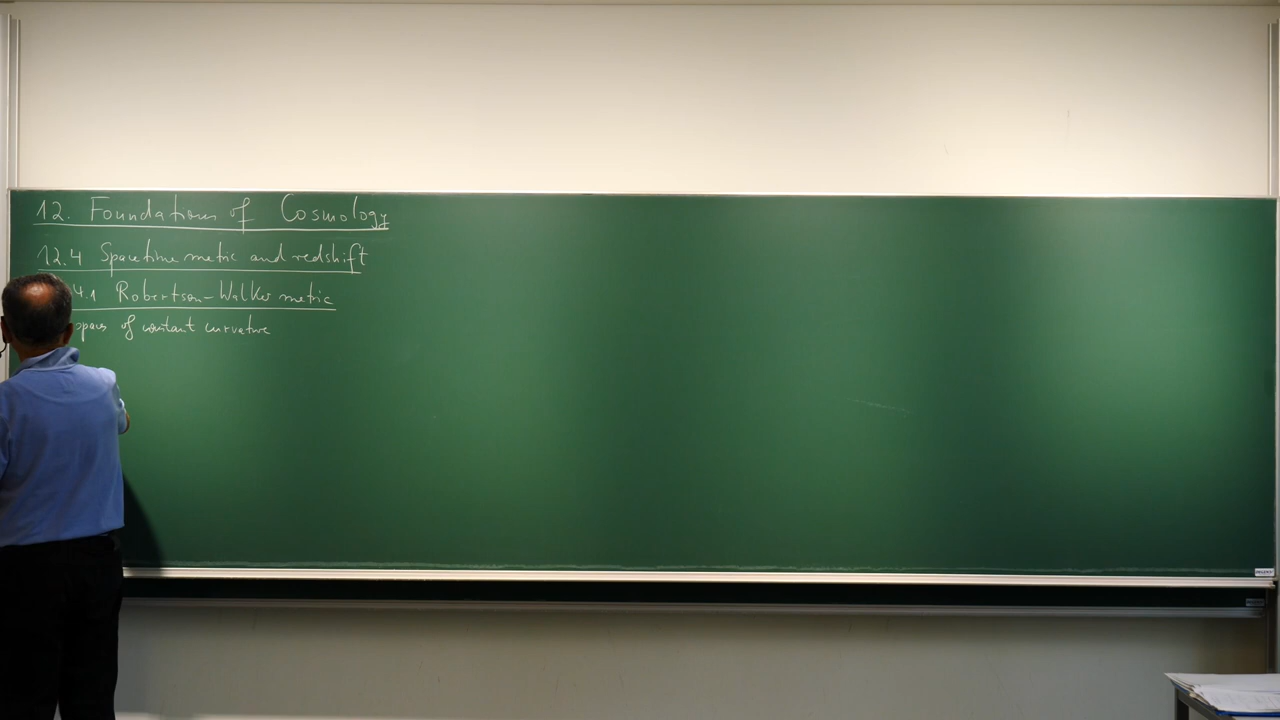 12. Foundations of Cosmology
12.4 Spacetime metric and redshift
4.1 Robertson-Walker metric
spaces of constant curvature